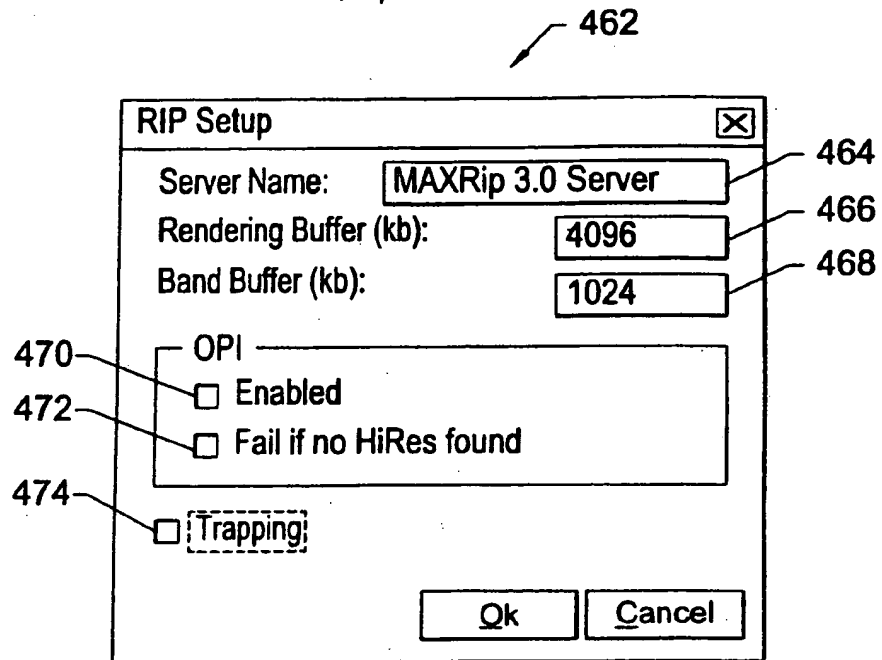 462
RIP Setup
Server Name: MAXRip 3.0 Server 464
Rendering Buffer (kb): 4096 466
Band Buffer (kb): 1024 468
OPI
470 Enabled
472 Fail if no HiRes found
474 Trapping
Ok Cancel